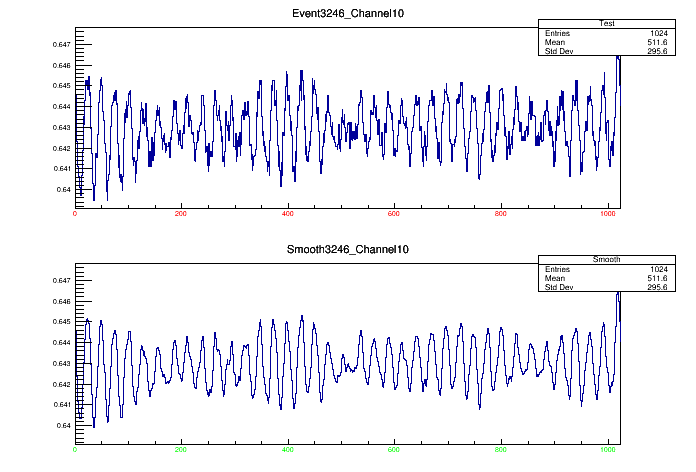 Event3246_Channel10
Test
Entries 1024
Mean 511.6
Std Dev 295.6
0.647
0.646
0.645
0.644
0.643
0.642
0.641
0.64
0 200 400 600 800 1000
Smooth3246_Channel10
Smooth
Entries 1024
Mean 511.6
Std Dev 295.6
0.647
0.646
0.645
0.644
0.643
0.642
0.641
0.64
0 200 400 600 800 1000